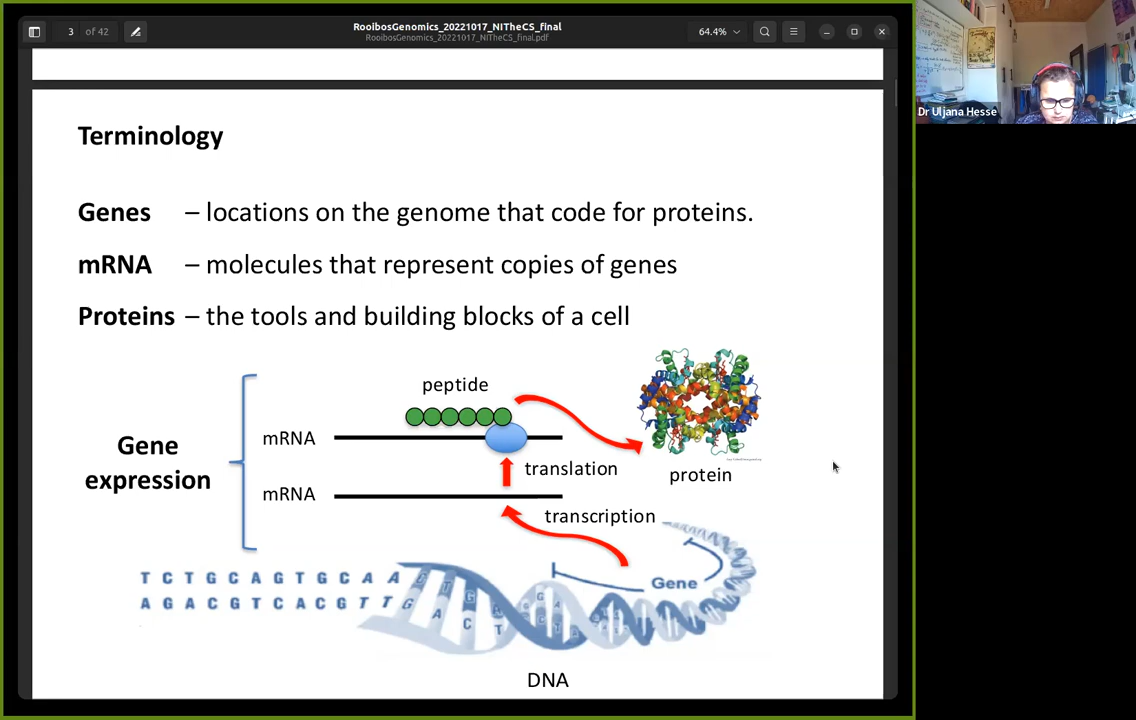 RooibosGenomics_20221017_NITheCS_final
RooibosGenomics_20221017_NITheCS_final.pdf
3 of 42
64.4%
Dr Uljana Hesse
Terminology
Genes – locations on the genome that code for proteins.
mRNA – molecules that represent copies of genes
Proteins – the tools and building blocks of a cell
peptide
Gene
expression
mRNA
translation
protein
mRNA
transcription
Gene
T C T G C A G T G C A A C T G
A G A C G T C A C G T T G A C T
DNA